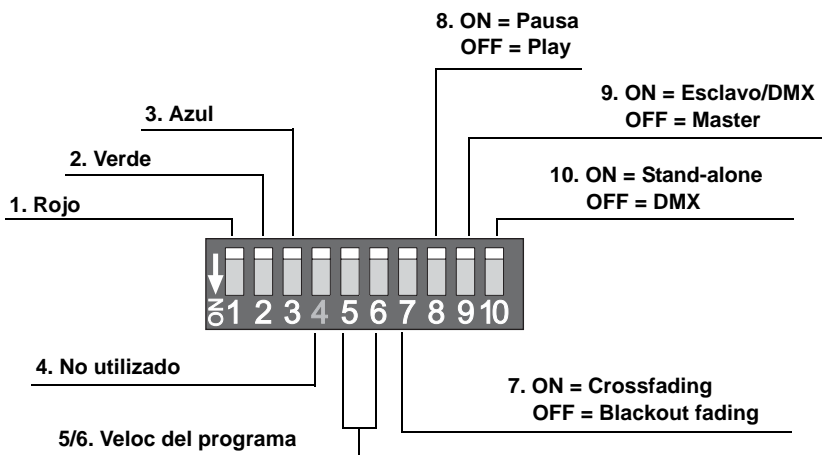 8. ON = Pausa
OFF = Play
9. ON = Esclavo/DMX
OFF = Master
3. Azul
2. Verde
10. ON = Stand-alone
OFF = DMX
1. Rojo
ON
1 2 3 4 5 6 7 8 9 10
4. No utilizado
7. ON = Crossfading
OFF = Blackout fading
5/6. Veloc del programa